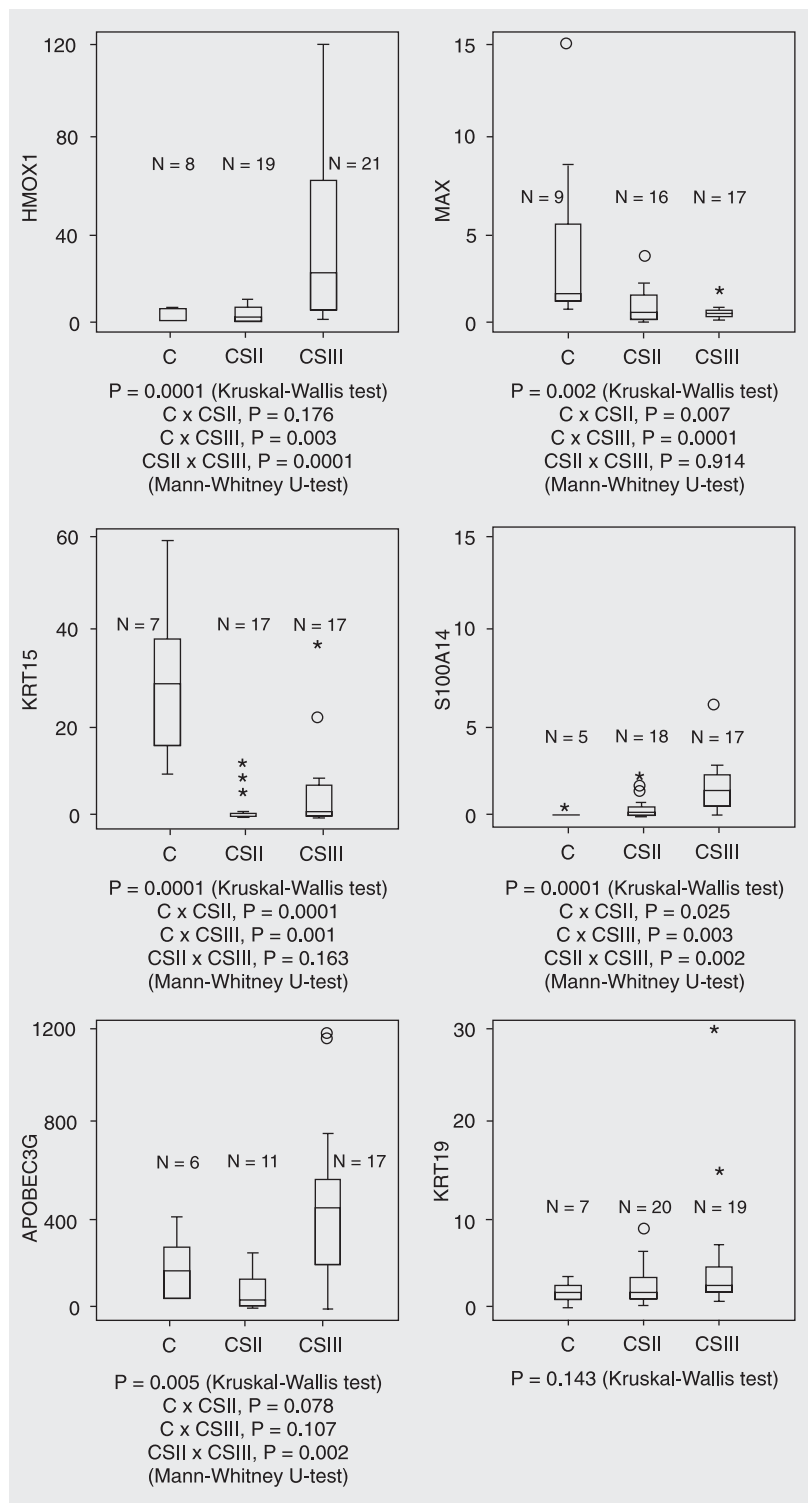 120
80
40
0
HMOX1
N = 8
N = 19
N = 21
C
CSII
CSIII
P = 0.0001 (Kruskal-Wallis test)
C x CSII, P = 0.176
C x CSIII, P = 0.003
CSII x CSIII, P = 0.0001
(Mann-Whitney U-test)
15
10
5
0
MAX
N = 9
N = 16
N = 17
C
CSII
CSIII
P = 0.002 (Kruskal-Wallis test)
C x CSII, P = 0.007
C x CSIII, P = 0.0001
CSII x CSIII, P = 0.914
(Mann-Whitney U-test)
60
40
20
0
KRT15
N = 7
N = 17
N = 17
C
CSII
CSIII
P = 0.0001 (Kruskal-Wallis test)
C x CSII, P = 0.0001
C x CSIII, P = 0.001
CSII x CSIII, P = 0.163
(Mann-Whitney U-test)
15
10
5
0
S100A14
N = 5
N = 18
N = 17
C
CSII
CSIII
P = 0.0001 (Kruskal-Wallis test)
C x CSII, P = 0.025
C x CSIII, P = 0.003
CSII x CSIII, P = 0.002
(Mann-Whitney U-test)
1200
800
400
0
APOBEC3G
N = 6
N = 11
N = 17
C
CSII
CSIII
P = 0.005 (Kruskal-Wallis test)
C x CSII, P = 0.078
C x CSIII, P = 0.107
CSII x CSIII, P = 0.002
(Mann-Whitney U-test)
30
20
10
0
KRT19
N = 7
N = 20
N = 19
C
CSII
CSIII
P = 0.143 (Kruskal-Wallis test)